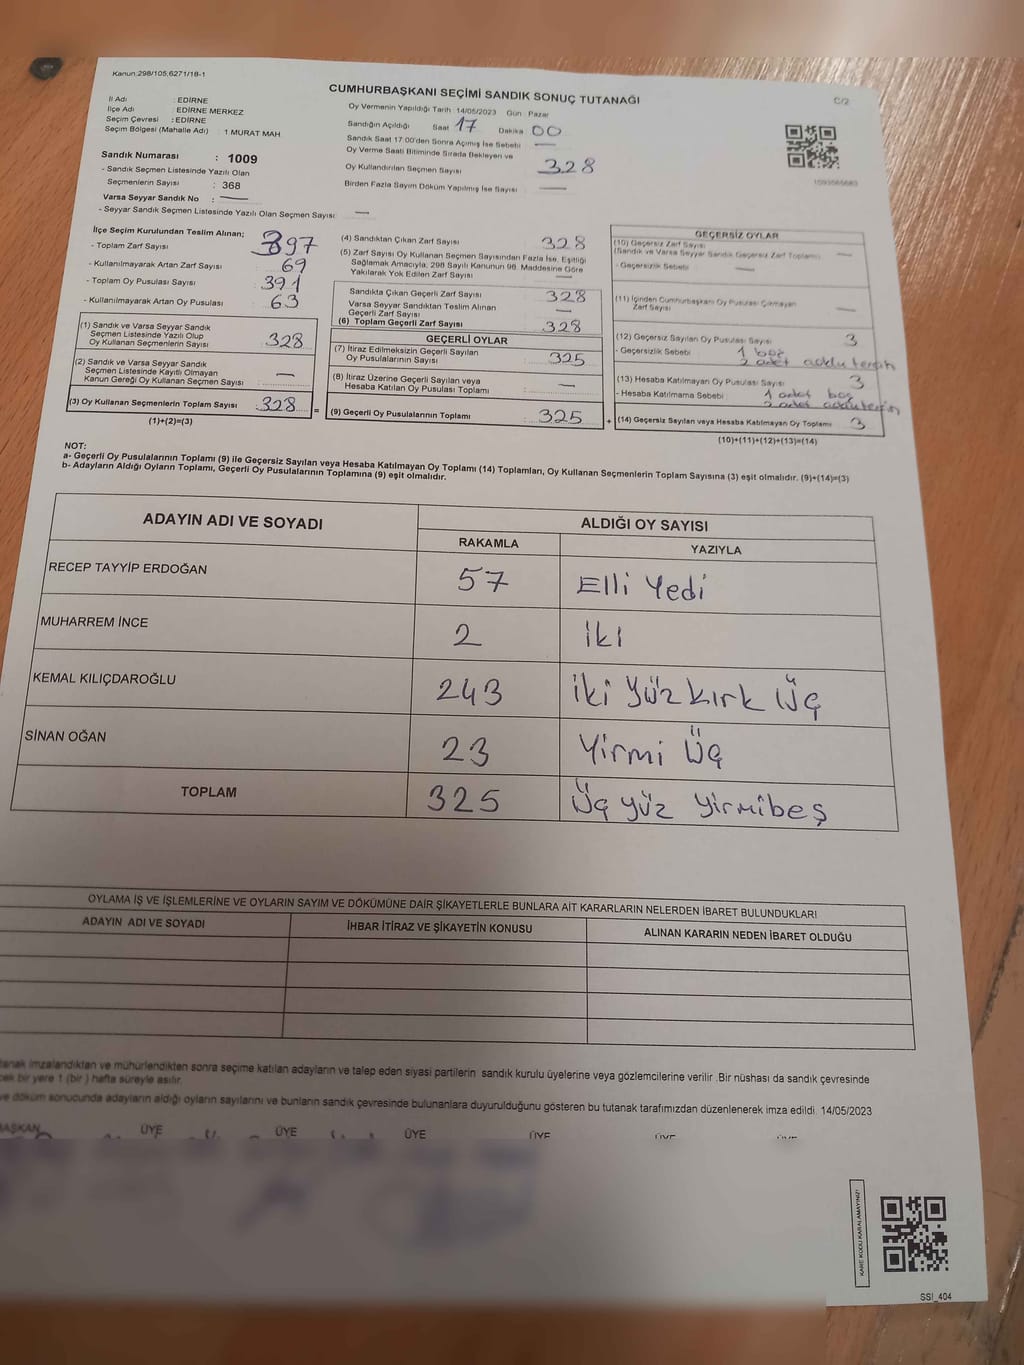 Kanun:298/105;6271/18-1
CUMHURBAŞKANI SEÇİMİ SANDIK SONUÇ TUTANAĞI
C/2
İl Adı : EDİRNE
İlçe Adı : EDİRNE MERKEZ
Seçim Çevresi : EDİRNE
Seçim Bölgesi (Mahalle Adı) : 1 MURAT MAH
Oy Vermenin Yapıldığı Tarih :14/05/2023 Gün Pazar
Sandığın Açıldığı Saat 17 Dakika 00
Sandık Saat 17:00'den Sonra Açımış İse Sebebi —
Oy Verme Saati Bitiminde Sırada Bekleyen ve
Oy Kullandırılan Seçmen Sayısı 328
Birden Fazla Sayım Döküm Yapılmış İse Sayısı —
Sandık Numarası : 1009
- Sandık Seçmen Listesinde Yazılı Olan
Seçmenlerin Sayısı : 368
Varsa Seyyar Sandık No : —
- Seyyar Sandık Seçmen Listesinde Yazılı Olan Seçmen Sayısı: —
İlçe Seçim Kurulundan Teslim Alınan;
- Toplam Zarf Sayısı 397
- Kullanılmayarak Artan Zarf Sayısı : 69
- Toplam Oy Pusulası Sayısı : 391
- Kullanılmayarak Artan Oy Pusulası : 63
(1) Sandık ve Varsa Seyyar Sandık
Seçmen Listesinde Yazılı Olup
Oy Kullanan Seçmenlerin Sayısı : 328
(2) Sandık ve Varsa Seyyar Sandık
Seçmen Listesinde Kayıtlı Olmayan
Kanun Gereği Oy Kullanan Seçmen Sayısı : —
(3) Oy Kullanan Seçmenlerin Toplam Sayısı : 328
(1)+(2)=(3)
(4) Sandıktan Çıkan Zarf Sayısı 328
(5) Zarf Sayısı Oy Kullanan Seçmen Sayısından Fazla İse, Eşitliği
Sağlamak Amacıyla, 298 Sayılı Kanunun 98. Maddesine Göre
Yakılarak Yok Edilen Zarf Sayısı —
Sandıkta Çıkan Geçerli Zarf Sayısı 328
Varsa Seyyar Sandıktan Teslim Alınan
Geçerli Zarf Sayısı —
(6) Toplam Geçerli Zarf Sayısı 328
GEÇERLİ OYLAR
(7) İtiraz Edilmeksizin Geçerli Sayılan
Oy Pusulalarının Sayısı : 325
(8) İtiraz Üzerine Geçerli Sayılan veya
Hesaba Katılan Oy Pusulası Toplamı : —
= (9) Geçerli Oy Pusulalarının Toplamı : 325 +
GEÇERSİZ OYLAR
(10) Geçersiz Zarf Sayısı
(Sandık ve Varsa Seyyar Sandık Geçersiz Zarf Toplamı) —
- Geçersizlik Sebebi : —
(11) İçinden Cumhurbaşkanı Oy Pusulası Çıkmayan
Zarf Sayısı —
(12) Geçersiz Sayılan Oy Pusulası Sayısı 3
- Geçersizlik Sebebi : 1 boş
2 adet
(13) Hesaba Katılmayan Oy Pusulası Sayısı 3
- Hesaba Katılmama Sebebi : 1 adet boş
2 adet
(14) Geçersiz Sayılan veya Hesaba Katılmayan Oy Toplamı : 3
(10)+(11)+(12)+(13)=(14)
NOT:
a- Geçerli Oy Pusulalarının Toplamı (9) ile Geçersiz Sayılan veya Hesaba Katılmayan Oy Toplamı (14) Toplamları, Oy Kullanan Seçmenlerin Toplam Sayısına (3) eşit olmalıdır. (9)+(14)=(3)
b- Adayların Aldığı Oyların Toplamı, Geçerli Oy Pusulalarının Toplamına (9) eşit olmalıdır.
ADAYIN ADI VE SOYADI ALDIĞI OY SAYISI
RAKAMLA YAZIYLA
RECEP TAYYİP ERDOĞAN 57 Elli Yedi
MUHARREM İNCE 2 İki
KEMAL KILIÇDAROĞLU 243 İki Yüz kırk Üç
SİNAN OĞAN 23 Yirmi Üç
TOPLAM 325 Üç yüz Yirmibeş
OYLAMA İŞ VE İŞLEMLERİNE VE OYLARIN SAYIM VE DÖKÜMÜNE DAİR ŞİKAYETLERLE BUNLARA AİT KARARLARIN NELERDEN İBARET BULUNDUKLARI
ADAYIN ADI VE SOYADI İHBAR İTİRAZ VE ŞİKAYETİN KONUSU ALINAN KARARIN NEDEN İBARET OLDUĞU
tanak imzalandıktan ve mühürlendikten sonra seçime katılan adayların ve talep eden siyasi partilerin sandık kurulu üyelerine veya gözlemcilerine verilir .Bir nüshası da sandık çevresinde
cek bir yere 1 (bir ) hafta süreyle asılır.
ve döküm sonucunda adayların aldığı oyların sayılarını ve bunların sandık çevresinde bulunanlara duyurulduğunu gösteren bu tutanak tarafımızdan düzenlenerek imza edildi. 14/05/2023
BAŞKAN ÜYE ÜYE ÜYE ÜYE
KARE KODU KARALAMAYINIZ!
SSI_404